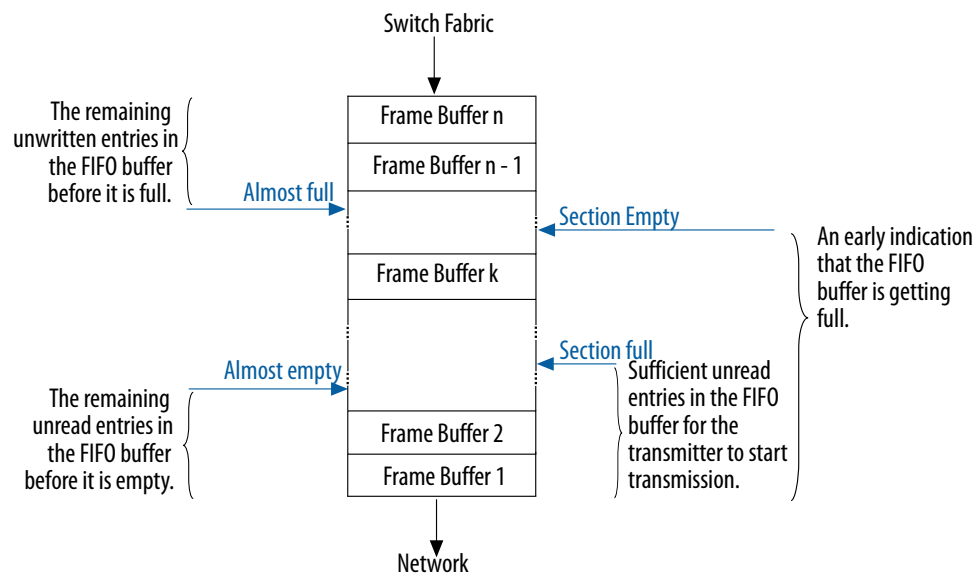 Switch Fabric
The remaining
unwritten entries in
the FIFO buffer
before it is full.
Frame Buffer n
Frame Buffer n - 1
Almost full
Section Empty
An early indication
that the FIFO
buffer is getting
full.
Frame Buffer k
Section full
Almost empty
Sufficient unread
entries in the FIFO
buffer for the
transmitter to start
transmission.
The remaining
unread entries in
the FIFO buffer
before it is empty.
Frame Buffer 2
Frame Buffer 1
Network